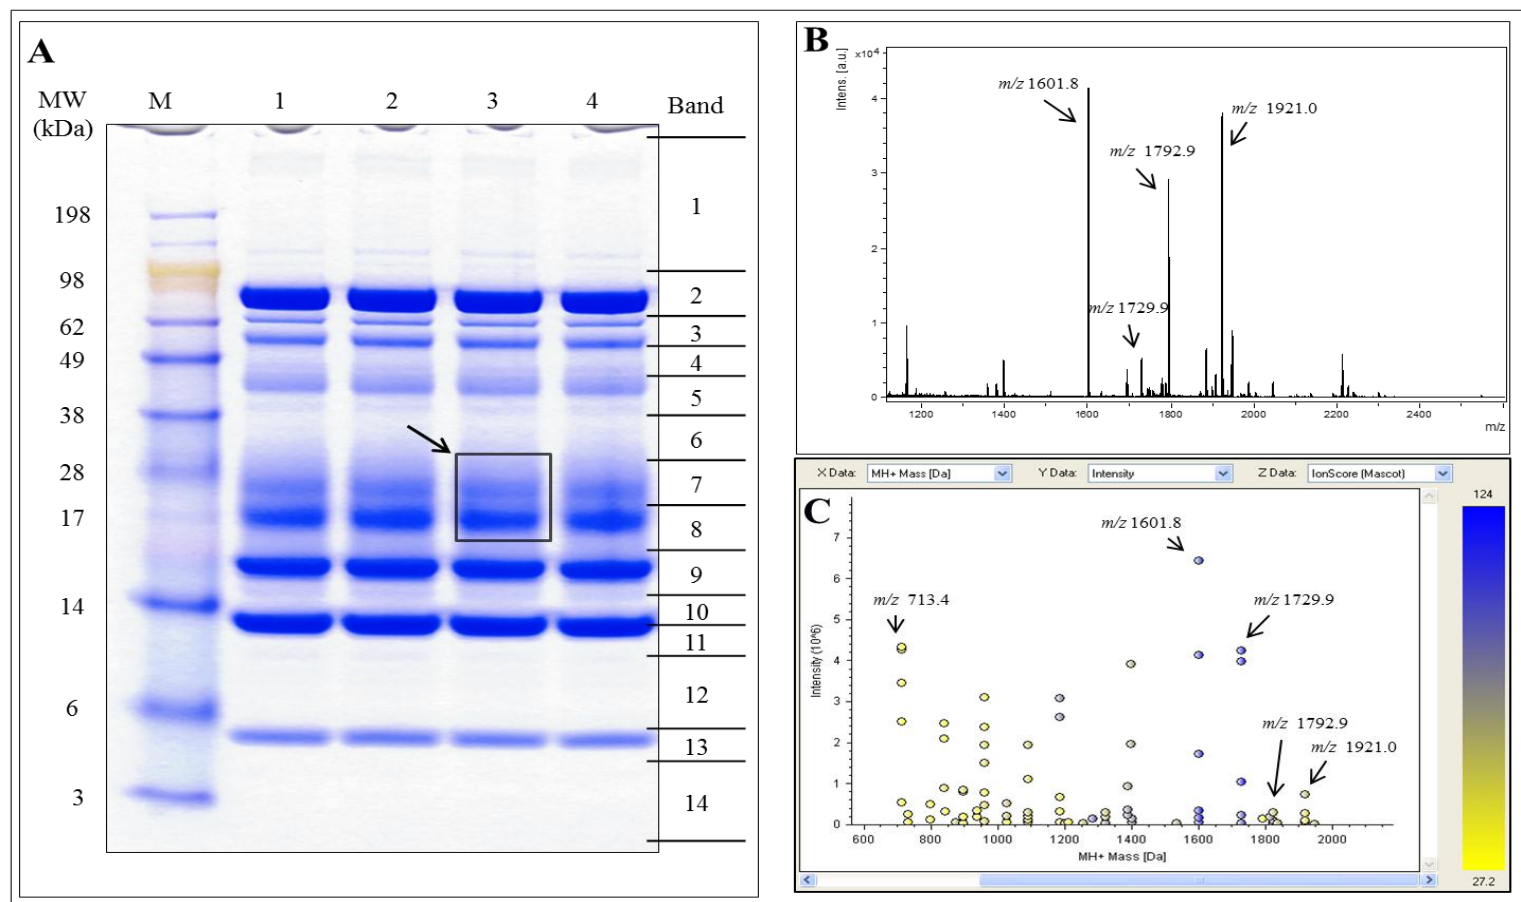 A
MW
(kDa)
M
1
2
3
4
Band
198
98
62
49
38
28
17
14
6
3
1
2
3
4
5
6
7
8
9
10
11
12
13
14
B
Intens. [a.u.]
x10⁴
4
3
2
1
0
1200
1400
1600
1800
2000
2200
2400
m/z
m/z 1601.8
m/z 1921.0
m/z 1792.9
m/z 1729.9
X Data: MH+ Mass [Da]
Y Data: Intensity
Z Data: IonScore (Mascot)
124
27.2
C
Intensity (10^6)
7
6
5
4
3
2
1
0
600
800
1000
1200
1400
1600
1800
2000
MH+ Mass [Da]
m/z 1601.8
m/z 713.4
m/z 1729.9
m/z 1792.9
m/z 1921.0